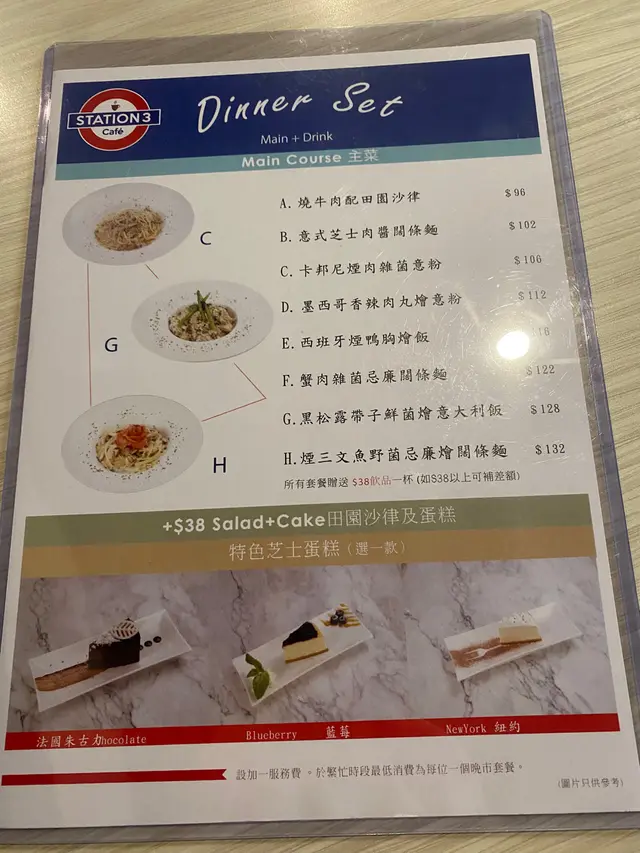 STATION3
Café
Dinner Set
Main + Drink
Main Course 主菜
A. 燒牛肉配田園沙律 $96
B. 意式芝士肉醬闊條麵 $102
C. 卡邦尼煙肉雜菌意粉 $106
D. 墨西哥香辣肉丸燴意粉 $112
E. 西班牙煙鴨胸燴飯
F. 蟹肉雜菌忌廉闊條麵 $122
G. 黑松露帶子鮮菌燴意大利飯 $128
H. 煙三文魚野菌忌廉燴闊條麵 $132
C
G
H
所有套餐贈送 $38飲品一杯 (如$38以上可補差額)
+$38 Salad+Cake田園沙律及蛋糕
特色芝士蛋糕（選一款）
法國朱古力hocolate
Blueberry 藍莓
NewYork 紐約
設加一服務費。於繁忙時段最低消費為每位一個晚市套餐。
(圖片只供參考)